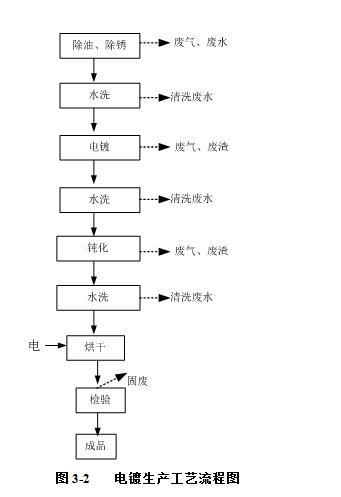 除油、除锈 废气、废水
水洗 清洗废水
电镀 废气、废渣
水洗 清洗废水
钝化 废气、废渣
水洗 清洗废水
电 烘干
固废
检验
成品
图 3-2 电镀生产工艺流程图